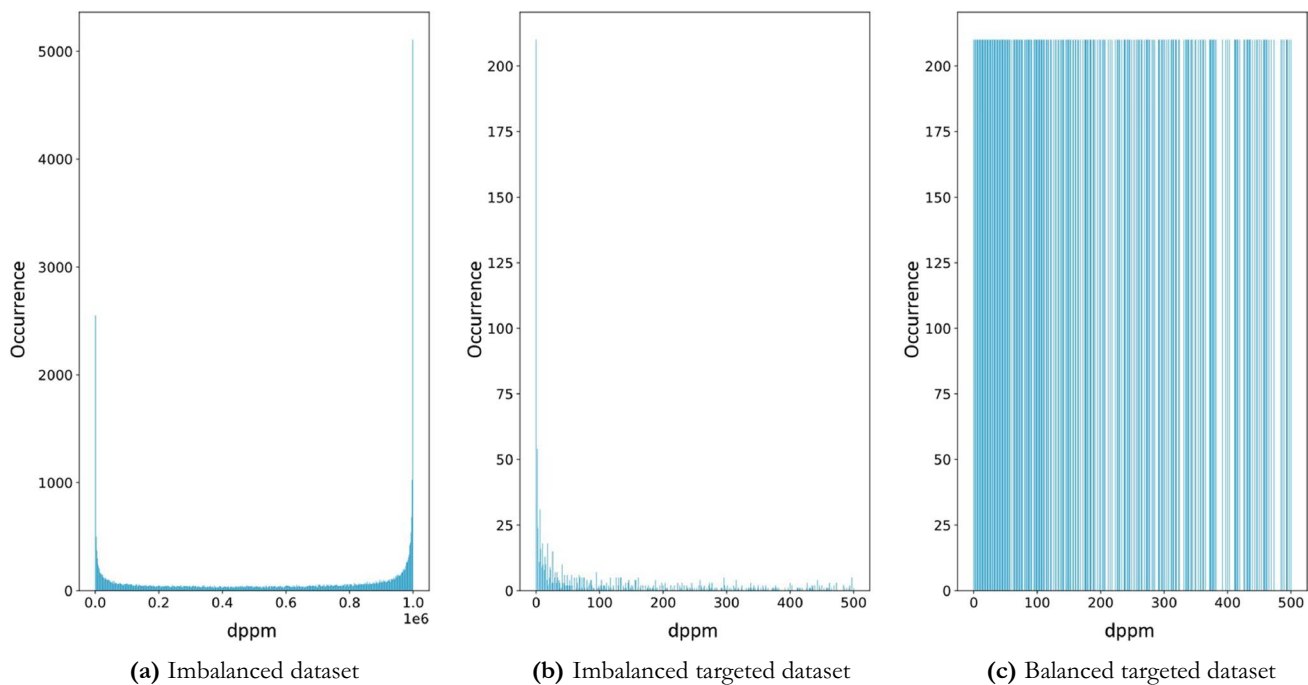 5000
4000
3000
2000
1000
0
Occurrence
0.0 0.2 0.4 0.6 0.8 1.0
1e6
dppm
(a) Imbalanced dataset
200
175
150
125
100
75
50
25
0
Occurrence
0 100 200 300 400 500
dppm
(b) Imbalanced targeted dataset
200
175
150
125
100
75
50
25
0
Occurrence
0 100 200 300 400 500
dppm
(c) Balanced targeted dataset